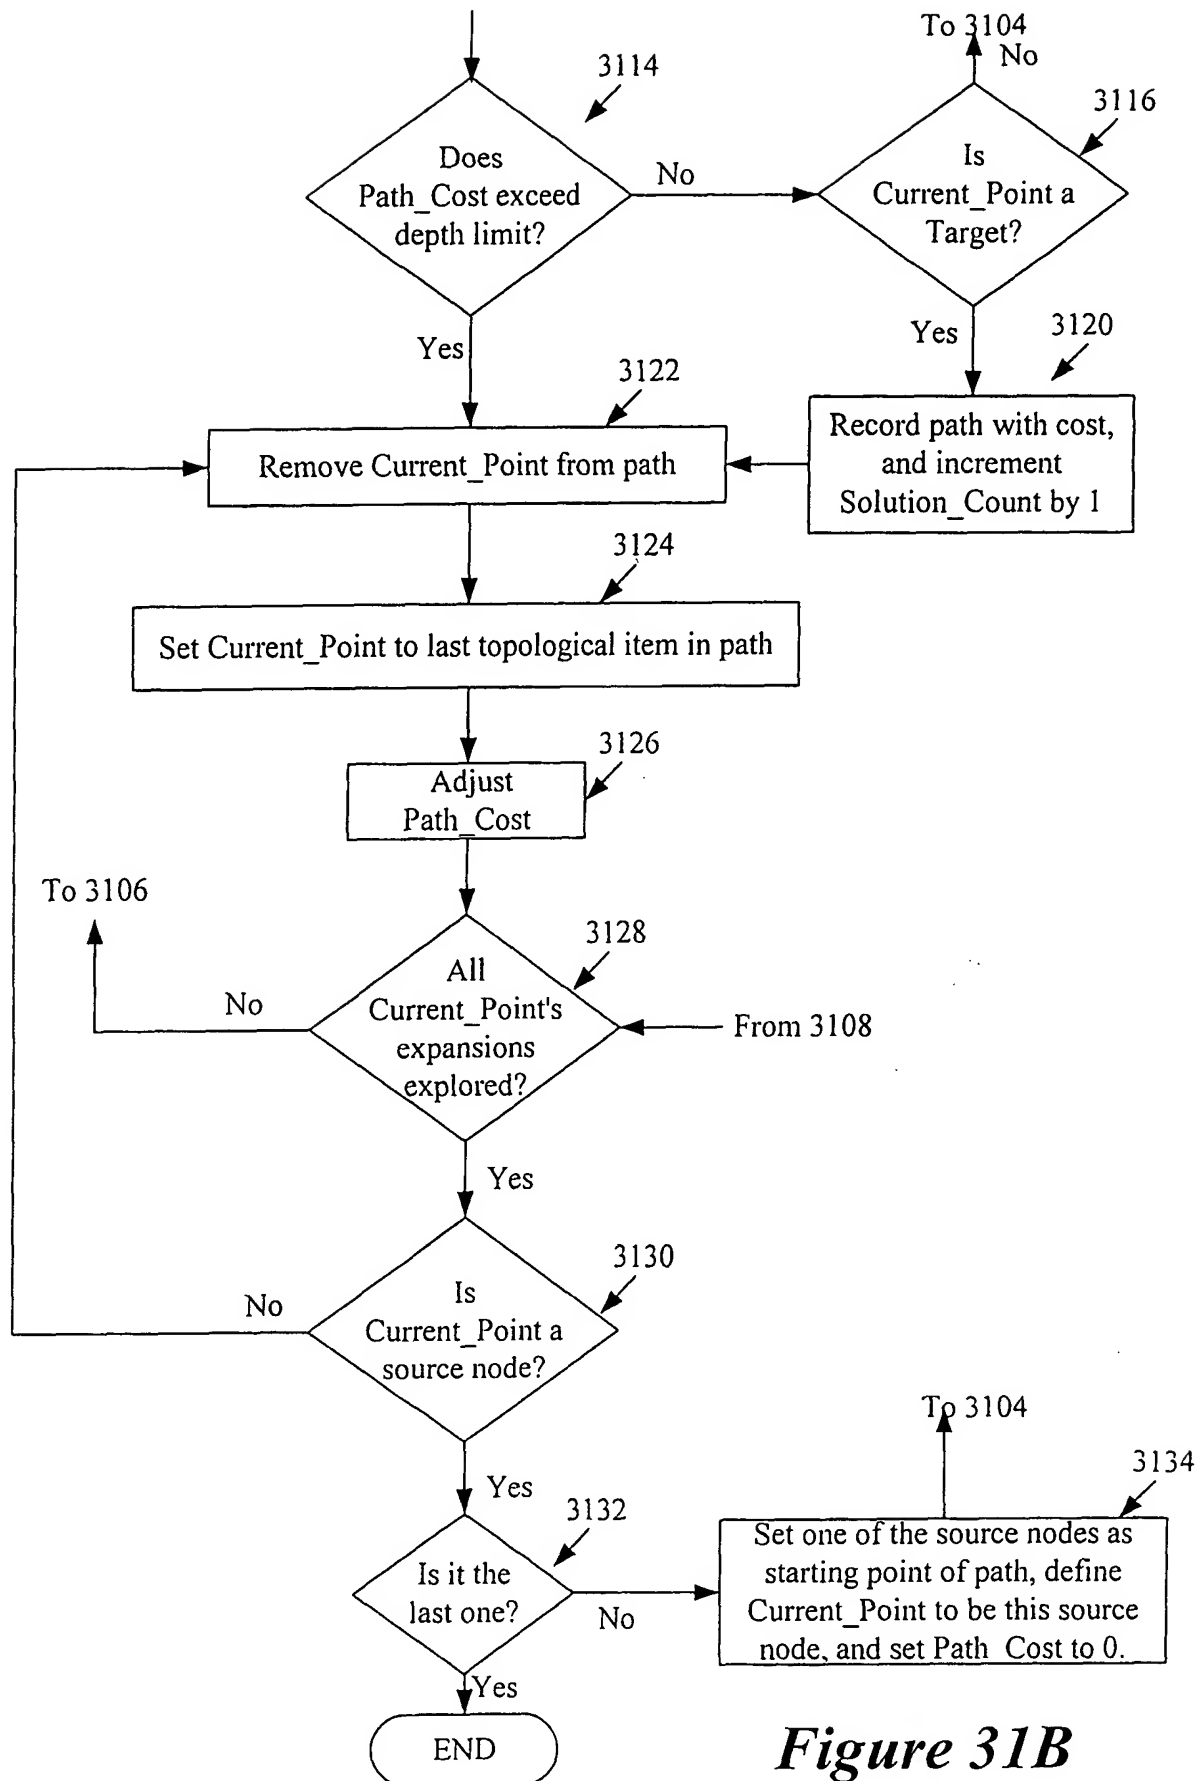 To 3104
No
3114
3116
Does
Path_Cost exceed
depth limit?
No
Is
Current_Point a
Target?
Yes
Yes
3120
3122
Remove Current_Point from path
Record path with cost,
and increment
Solution_Count by 1
3124
Set Current_Point to last topological item in path
3126
Adjust
Path_Cost
To 3106
3128
All
Current_Point's
expansions
explored?
No
From 3108
Yes
3130
No
Is
Current_Point a
source node?
To 3104
3134
Yes
3132
Is it the
last one?
No
Set one of the source nodes as
starting point of path, define
Current_Point to be this source
node, and set Path_Cost to 0.
Yes
END
Figure 31B